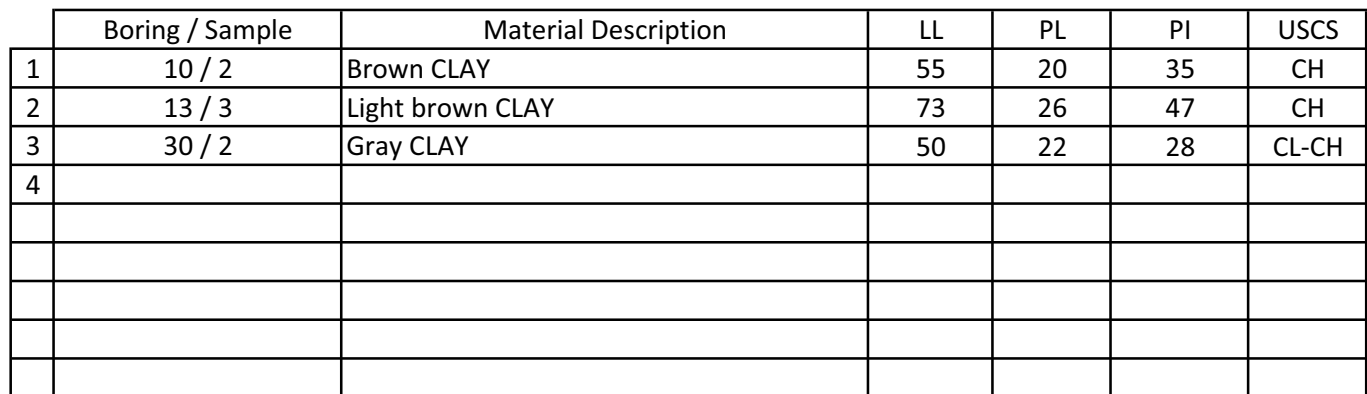 Boring / Sample Material Description LL PL PI USCS
1 10 / 2 Brown CLAY 55 20 35 CH
2 13 / 3 Light brown CLAY 73 26 47 CH
3 30 / 2 Gray CLAY 50 22 28 CL-CH
4